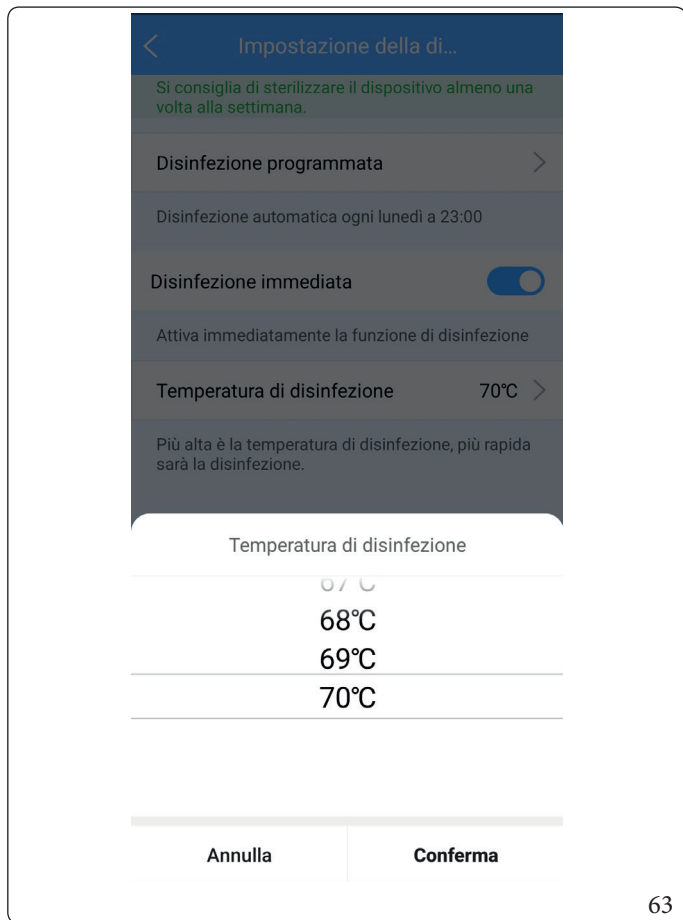 Impostazione della di...
Si consiglia di sterilizzare il dispositivo almeno una
volta alla settimana.
Disinfezione programmata
Disinfezione automatica ogni lunedì a 23:00
Disinfezione immediata
Attiva immediatamente la funzione di disinfezione
Temperatura di disinfezione 70°C
Più alta è la temperatura di disinfezione, più rapida
sarà la disinfezione.
Temperatura di disinfezione
67°C
68°C
69°C
70°C
Annulla Conferma
63